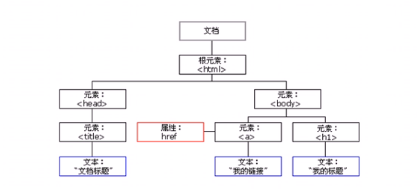 文档
根元素：
<html>
元素：
<head>
元素：
<body>
元素：
<title>
属性：
href
元素：
<a>
元素：
<h1>
文本：
"文档标题"
文本：
"我的链接"
文本：
"我的标题"